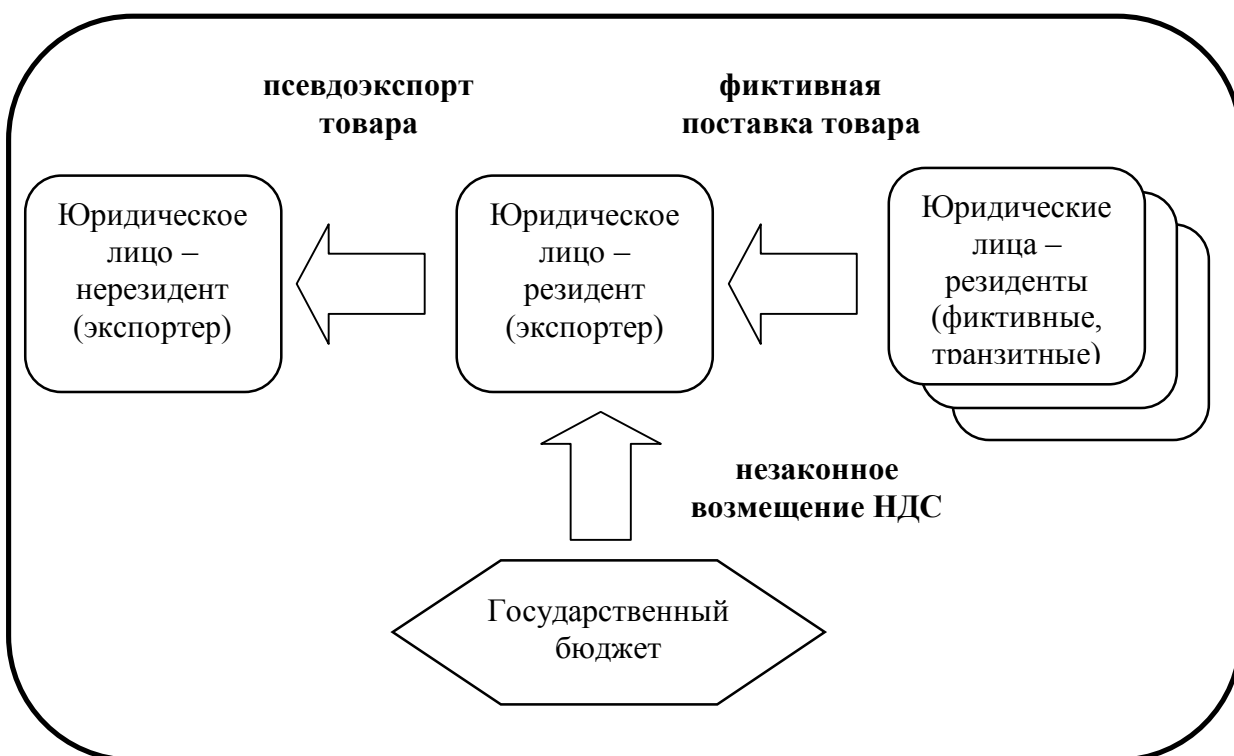 псевдоэкспорт
товара
фиктивная
поставка товара
Юридическое
лицо –
нерезидент
(экспортер)
Юридическое
лицо –
резидент
(экспортер)
Юридические
лица –
резиденты
(фиктивные,
транзитные)
незаконное
возмещение НДС
Государственный
бюджет